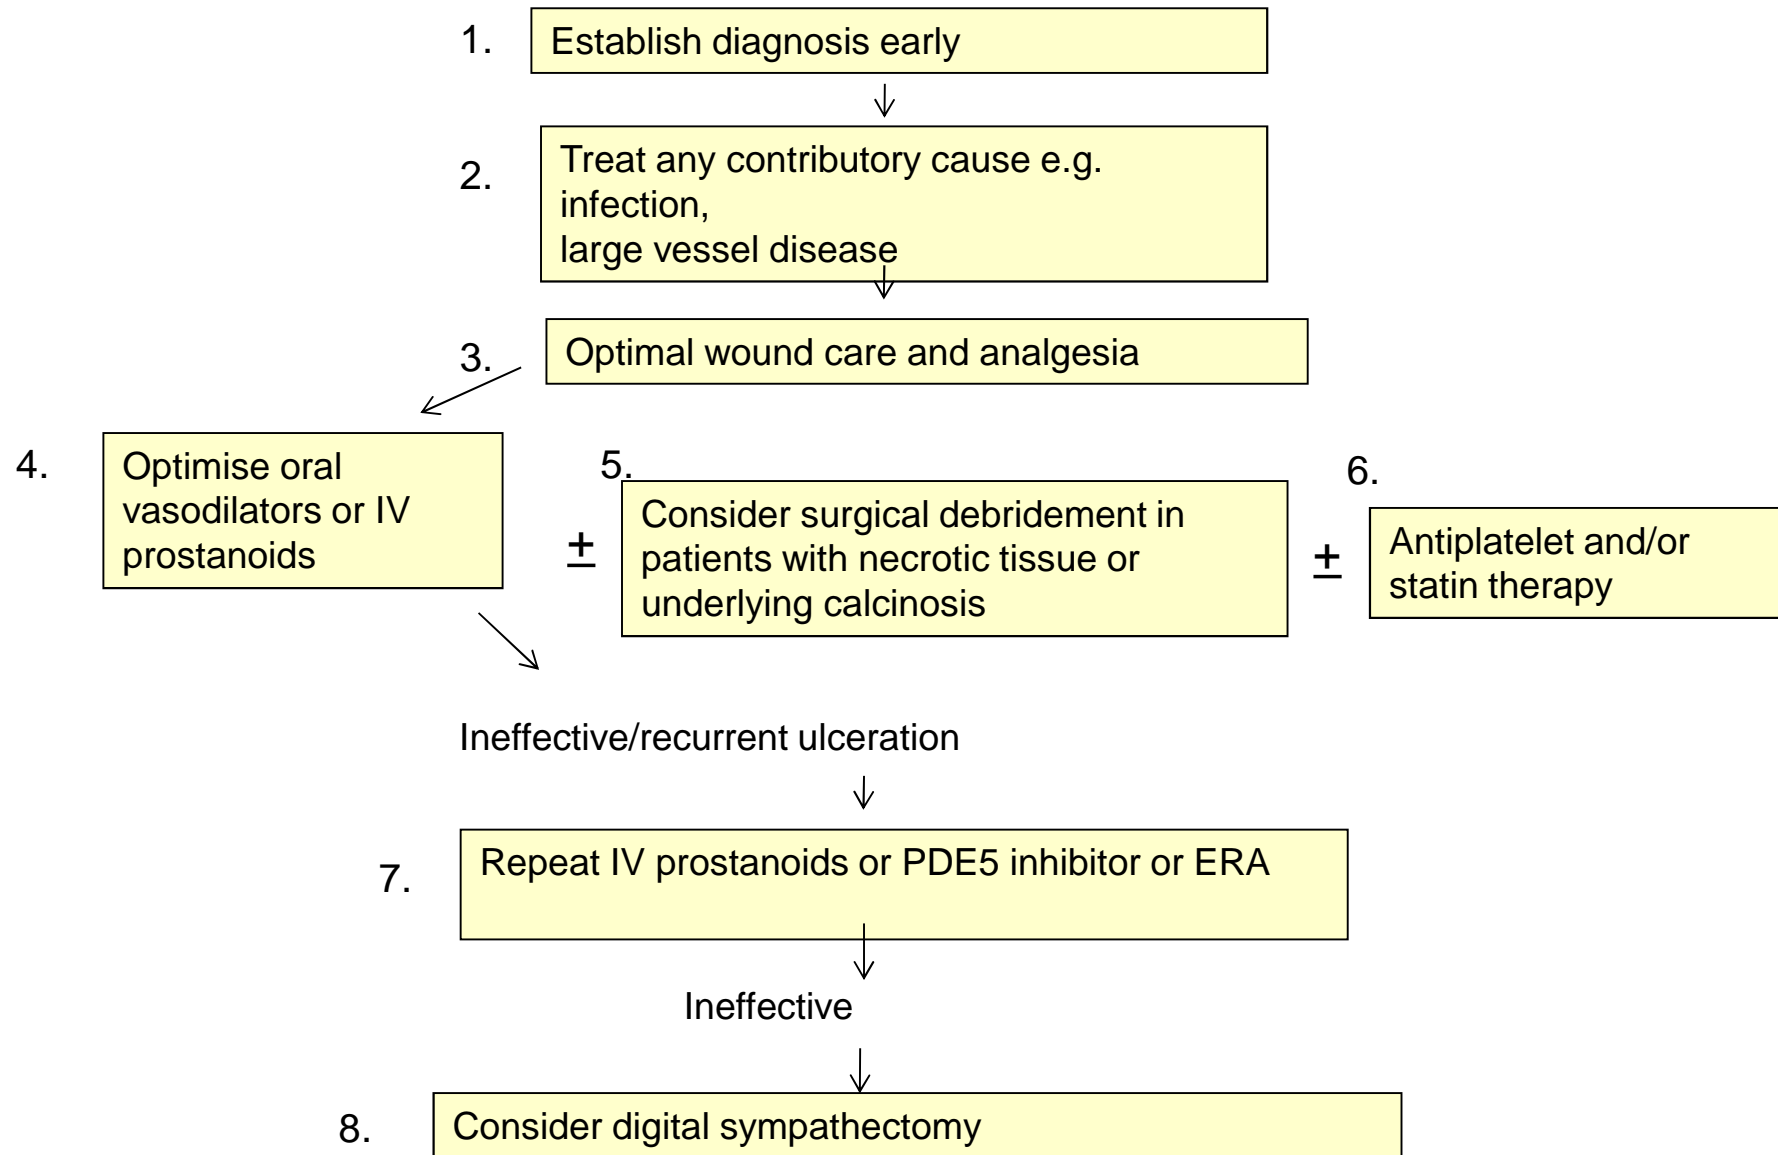 1.
Establish diagnosis early
2.
Treat any contributory cause e.g.
infection,
large vessel disease
3.
Optimal wound care and analgesia
4.
Optimise oral
vasodilators or IV
prostanoids
±
5.
Consider surgical debridement in
patients with necrotic tissue or
underlying calcinosis
±
6.
Antiplatelet and/or
statin therapy
Ineffective/recurrent ulceration
7.
Repeat IV prostanoids or PDE5 inhibitor or ERA
Ineffective
8.
Consider digital sympathectomy